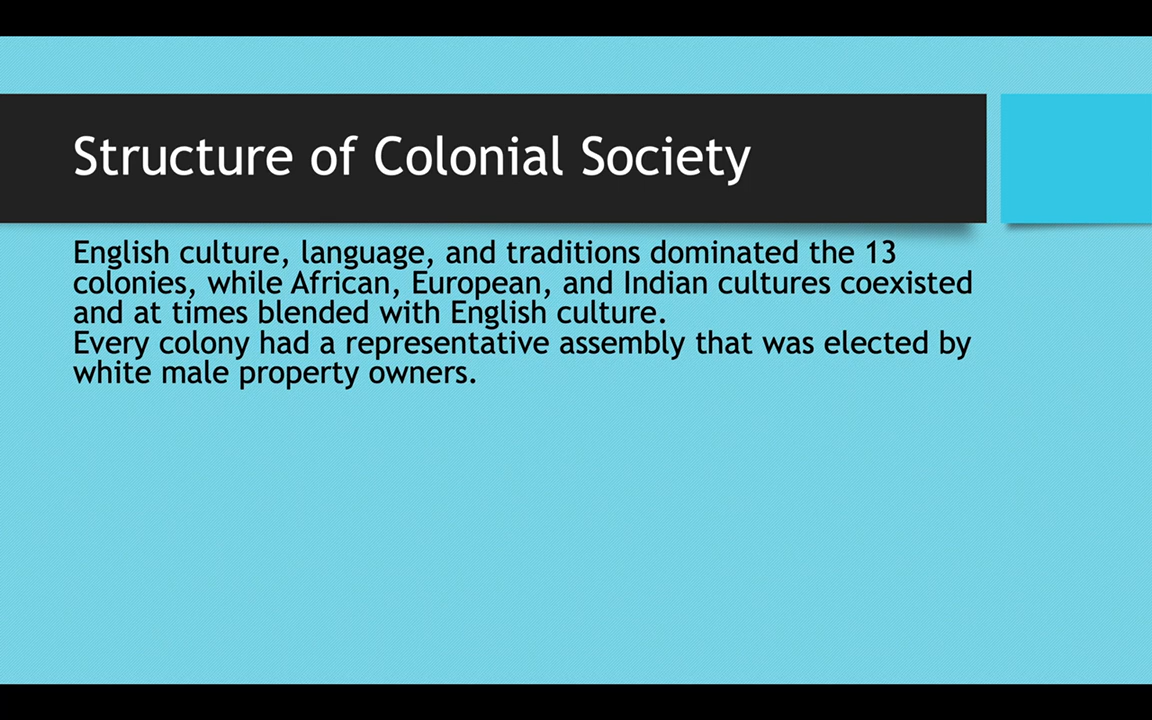 Structure of Colonial Society
English culture, language, and traditions dominated the 13
colonies, while African, European, and Indian cultures coexisted
and at times blended with English culture.
Every colony had a representative assembly that was elected by
white male property owners.